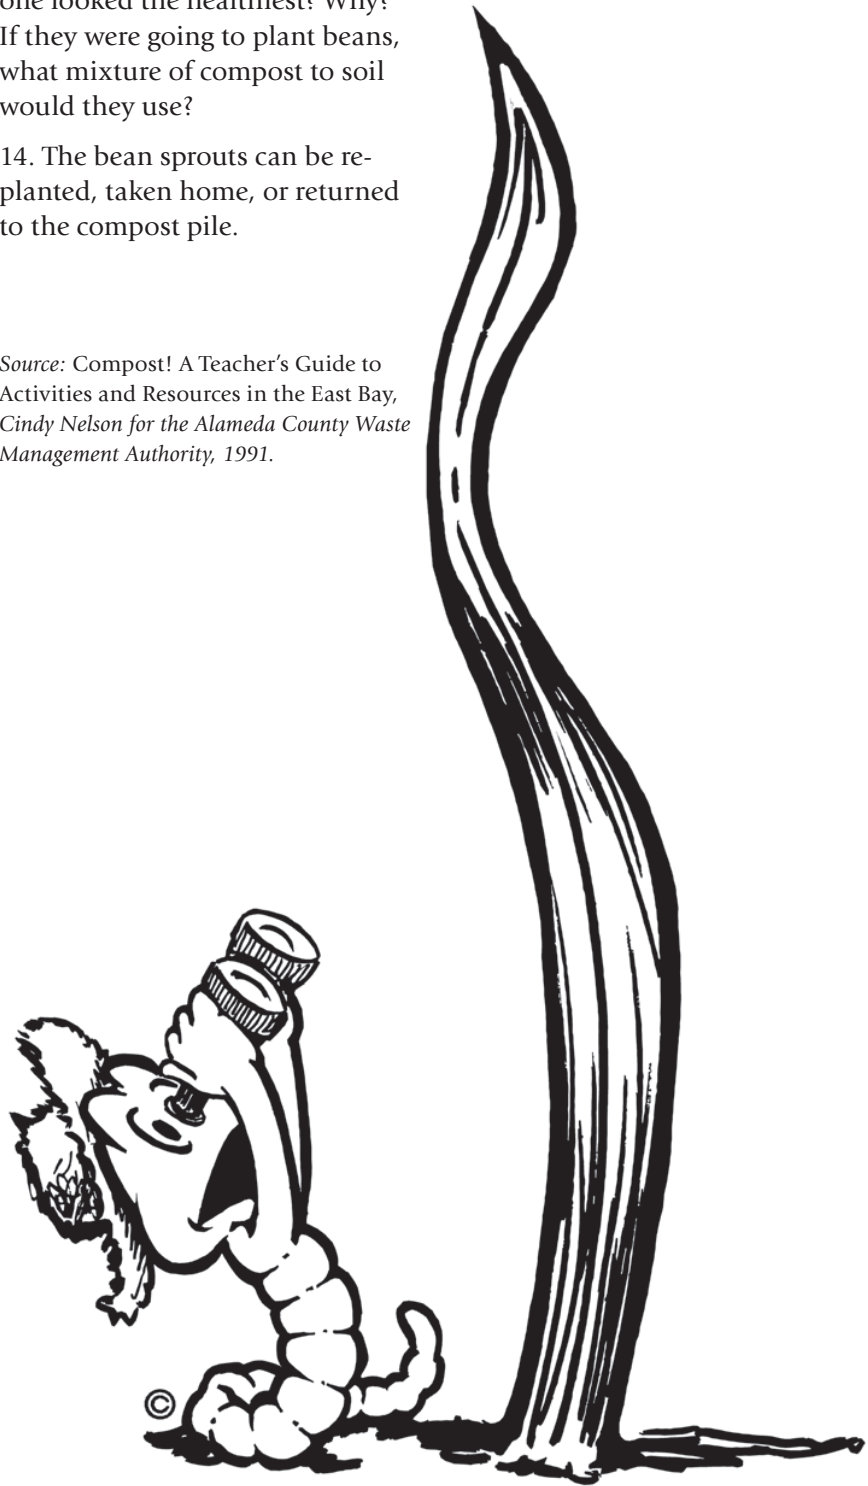 one looked the healthiest? Why?
If they were going to plant beans,
what mixture of compost to soil
would they use?
14. The bean sprouts can be re-
planted, taken home, or returned
to the compost pile.
Source: Compost! A Teacher’s Guide to
Activities and Resources in the East Bay,
Cindy Nelson for the Alameda County Waste
Management Authority, 1991.
©